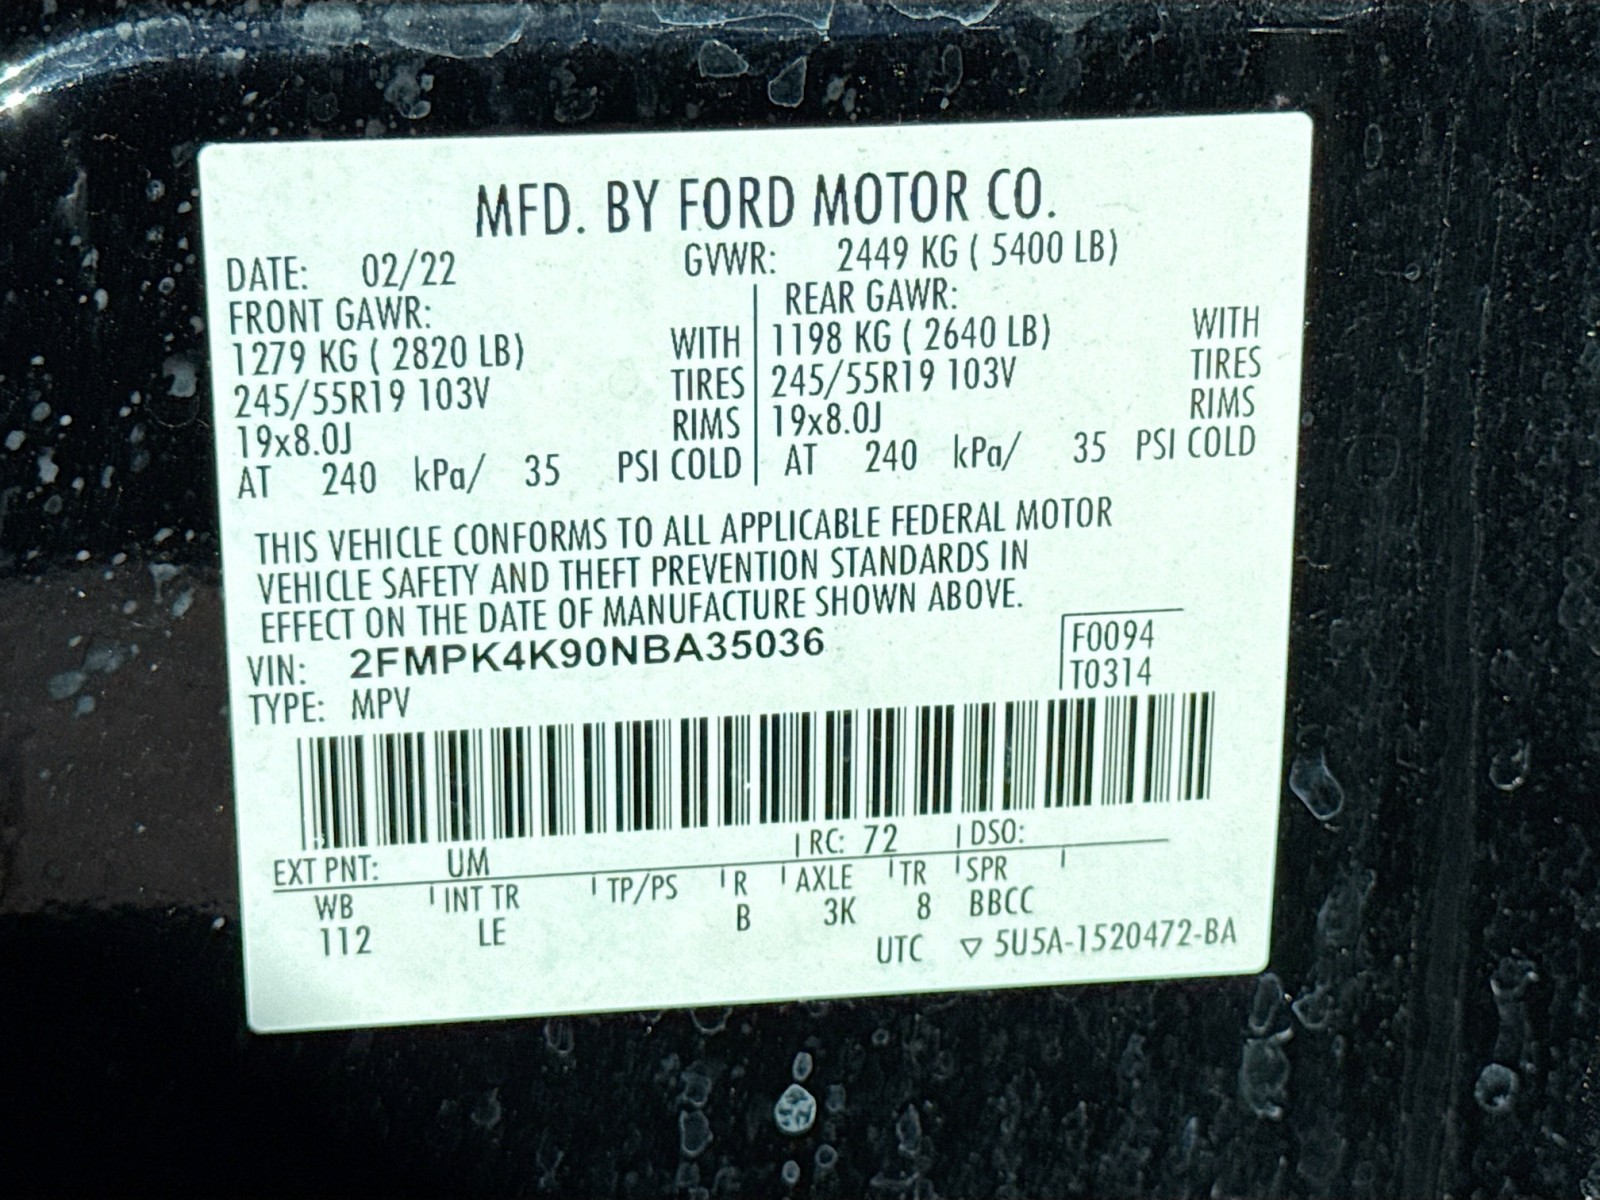 MFD. BY FORD MOTOR CO.
DATE: 02/22 GVWR: 2449 KG ( 5400 LB)
FRONT GAWR: REAR GAWR:
1279 KG ( 2820 LB) WITH 1198 KG ( 2640 LB) WITH
245/55R19 103V TIRES 245/55R19 103V TIRES
19x8.0J RIMS 19x8.0J RIMS
AT 240 kPa/ 35 PSI COLD AT 240 kPa/ 35 PSI COLD
THIS VEHICLE CONFORMS TO ALL APPLICABLE FEDERAL MOTOR
VEHICLE SAFETY AND THEFT PREVENTION STANDARDS IN
EFFECT ON THE DATE OF MANUFACTURE SHOWN ABOVE.
VIN: 2FMPK4K90NBA35036 F0094
TYPE: MPV T0314
EXT PNT: UM RC: 72 DSO:
WB INT TR TP/PS R AXLE TR SPR
112 LE B 3K 8 BBCC
UTC ▽ 5U5A-1520472-BA